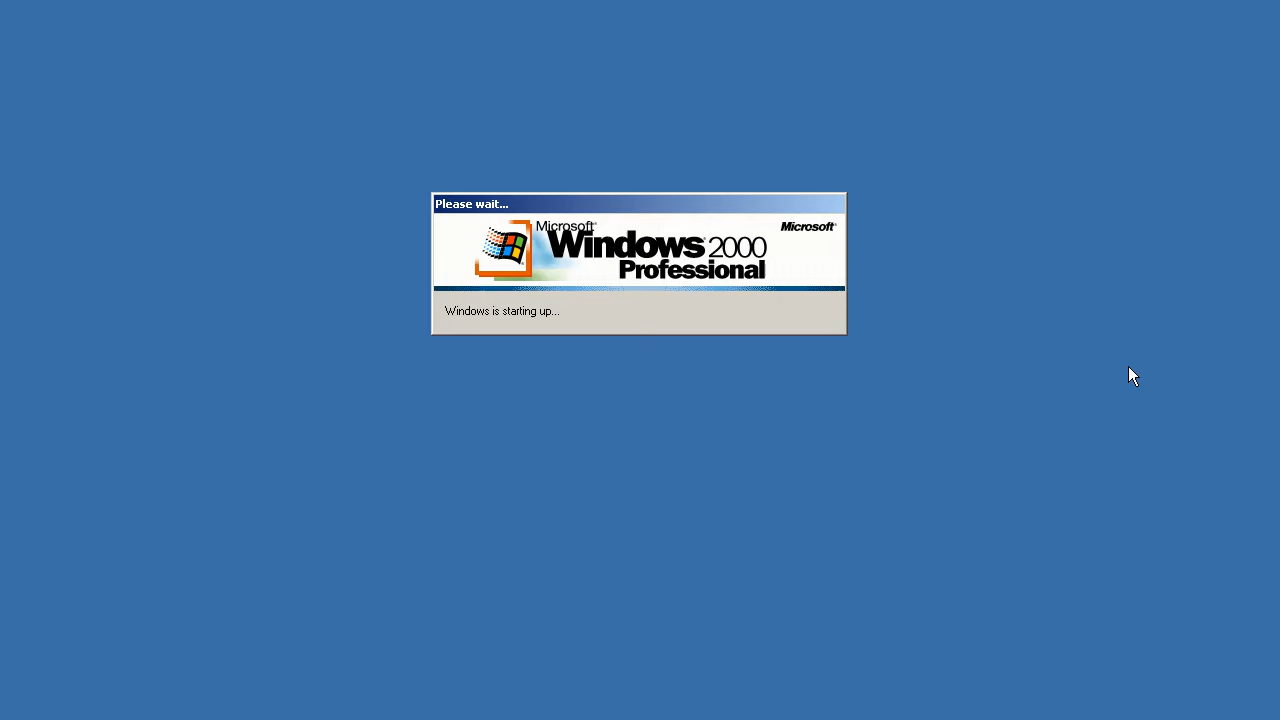 Please wait...
Microsoft
Windows 2000
Professional
Microsoft
Windows is starting up...